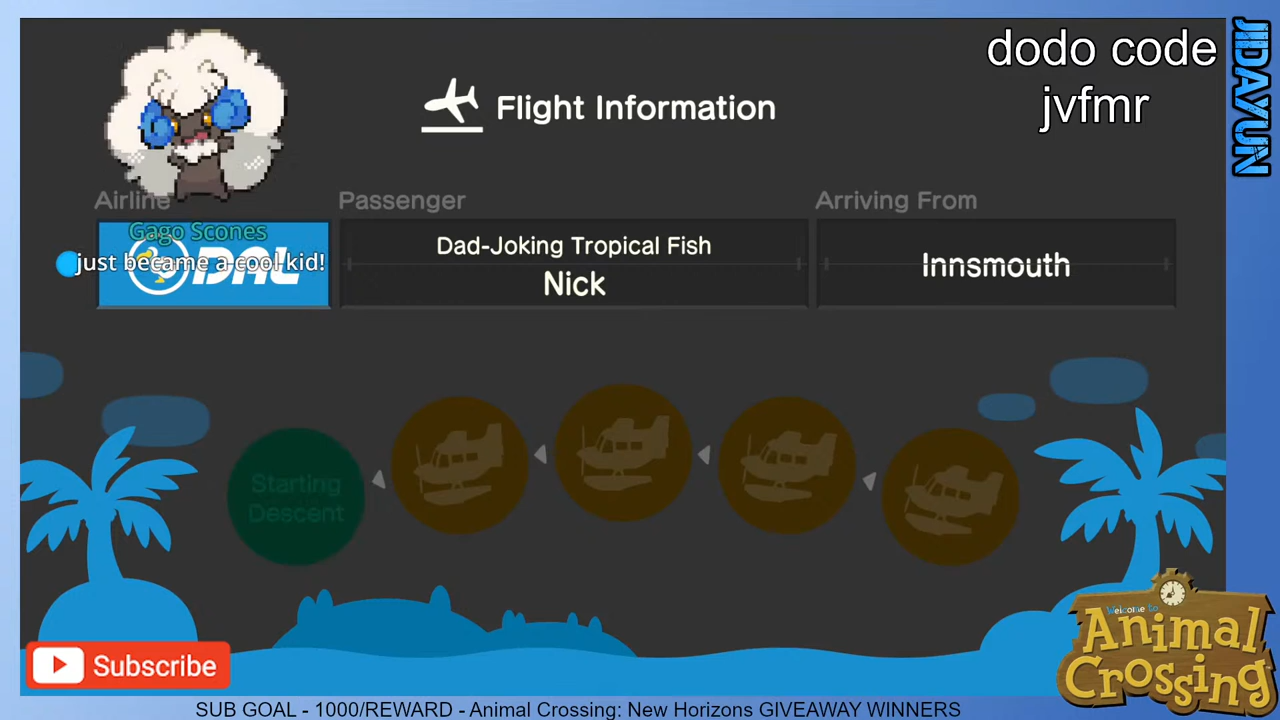 dodo code
jvfmr
JIDAVUN
Flight Information
Airline
Passenger
Arriving From
Gago Scones
just became a cool kid!
DAL
Dad-Joking Tropical Fish
Nick
Innsmouth
Starting
Descent
Subscribe
Welcome to
Animal
Crossing
SUB GOAL - 1000/REWARD - Animal Crossing: New Horizons GIVEAWAY WINNERS